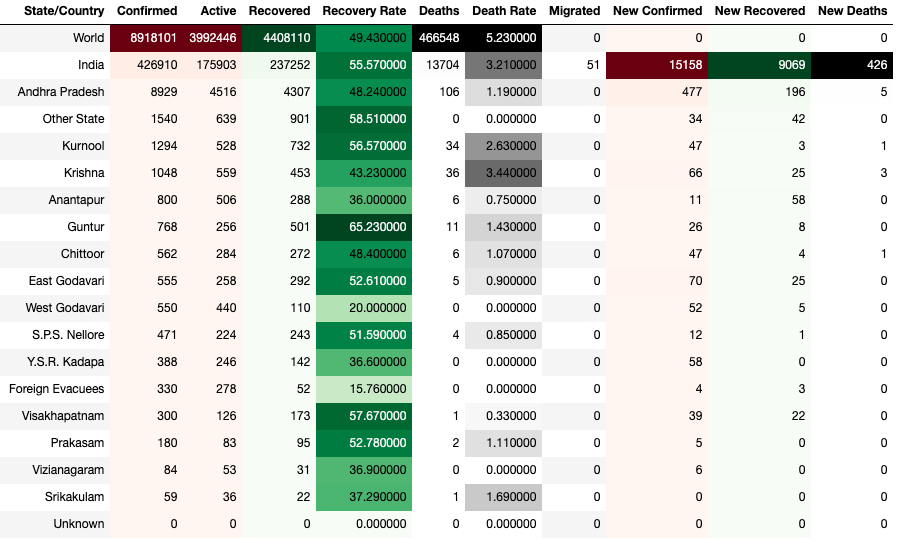 State/Country Confirmed Active Recovered Recovery Rate Deaths Death Rate Migrated New Confirmed New Recovered New Deaths
World 8918101 3992446 4408110 49.430000 466548 5.230000 0 0 0 0
India 426910 175903 237252 55.570000 13704 3.210000 51 15158 9069 426
Andhra Pradesh 8929 4516 4307 48.240000 106 1.190000 0 477 196 5
Other State 1540 639 901 58.510000 0 0.000000 0 34 42 0
Kurnool 1294 528 732 56.570000 34 2.630000 0 47 3 1
Krishna 1048 559 453 43.230000 36 3.440000 0 66 25 3
Anantapur 800 506 288 36.000000 6 0.750000 0 11 58 0
Guntur 768 256 501 65.230000 11 1.430000 0 26 8 0
Chittoor 562 284 272 48.400000 6 1.070000 0 47 4 1
East Godavari 555 258 292 52.610000 5 0.900000 0 70 25 0
West Godavari 550 440 110 20.000000 0 0.000000 0 52 5 0
S.P.S. Nellore 471 224 243 51.590000 4 0.850000 0 12 1 0
Y.S.R. Kadapa 388 246 142 36.600000 0 0.000000 0 58 0 0
Foreign Evacuees 330 278 52 15.760000 0 0.000000 0 4 3 0
Visakhapatnam 300 126 173 57.670000 1 0.330000 0 39 22 0
Prakasam 180 83 95 52.780000 2 1.110000 0 5 0 0
Vizianagaram 84 53 31 36.900000 0 0.000000 0 6 0 0
Srikakulam 59 36 22 37.290000 1 1.690000 0 0 0 0
Unknown 0 0 0 0.000000 0 0.000000 0 0 0 0